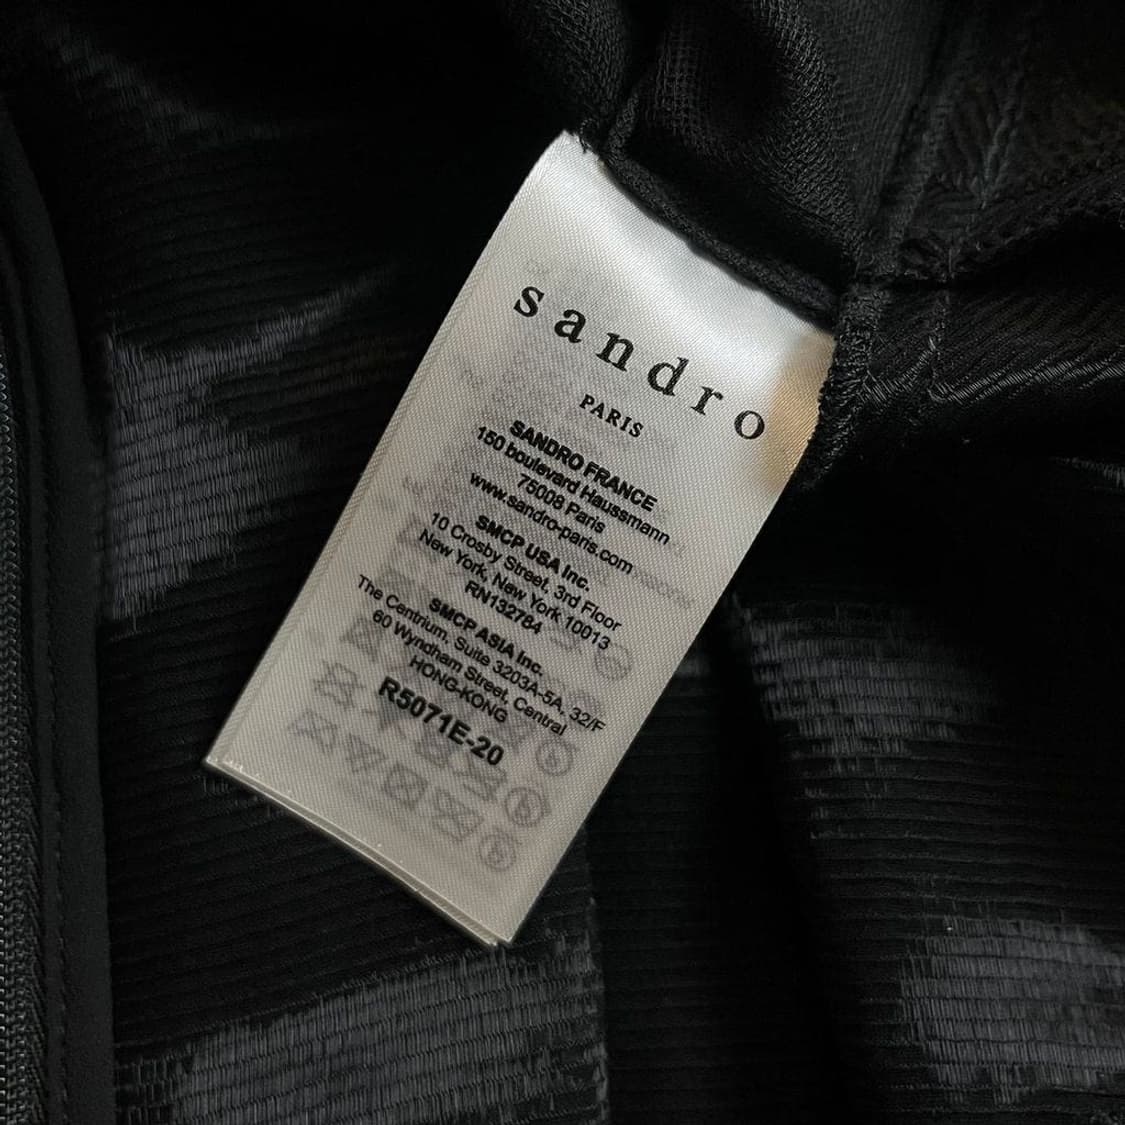 sandro
PARIS
SANDRO FRANCE
150 boulevard Haussmann
75008 Paris
www.sandro-paris.com
SMCP USA Inc.
10 Crosby Street, 3rd Floor
New York, New York 10013
RN132784
SMCP ASIA Inc.
The Centrium, Suite 3203A-5A, 32/F
60 Wyndham Street, Central
HONG-KONG
R5071E-20